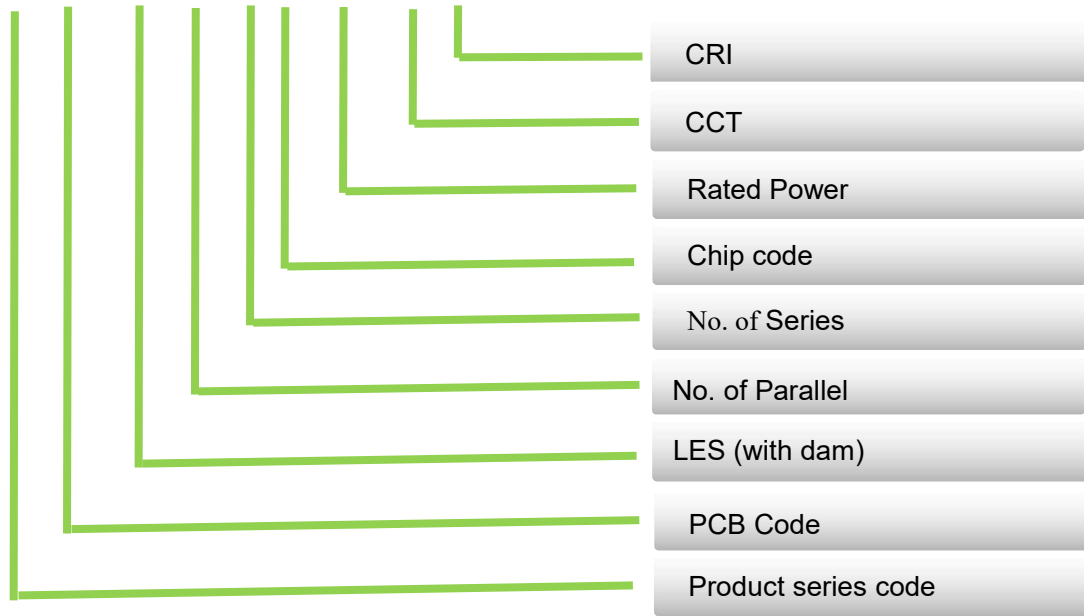 CRI
CCT
Rated Power
Chip code
No. of Series
No. of Parallel
LES (with dam)
PCB Code
Product series code